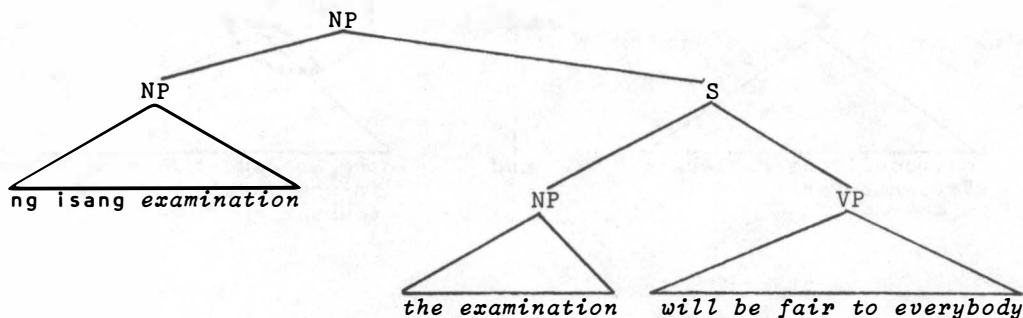 NP
NP S
ng isang examination
NP VP
the examination will be fair to everybody